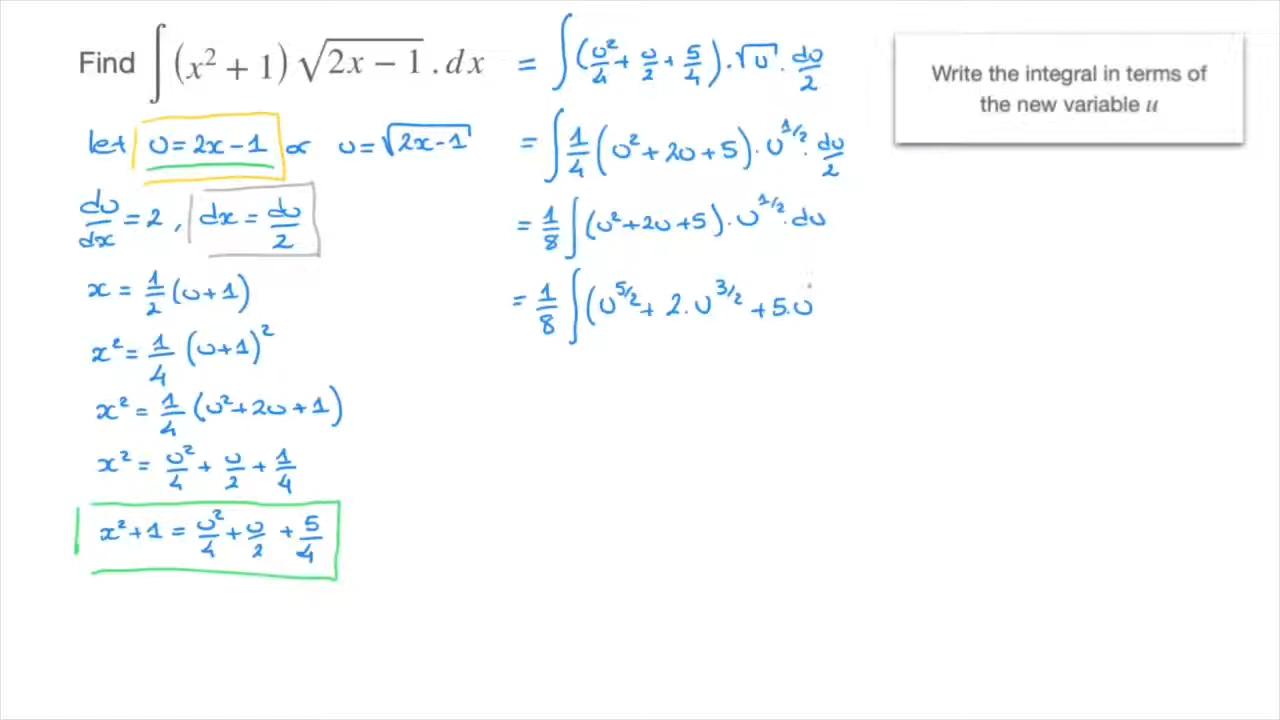 Find ∫ (x² + 1) √(2x − 1) . dx = ∫ (u²/4 + u/2 + 5/4) . √u . du/2
Write the integral in terms of
the new variable u
let u = 2x − 1 or u = √(2x − 1)
= ∫ 1/4 (u² + 2u + 5) . u^(1/2) . du/2
du/dx = 2 , dx = du/2
= 1/8 ∫ (u² + 2u + 5) . u^(1/2) . du
x = 1/2 (u + 1)
= 1/8 ∫ (u^(5/2) + 2 . u^(3/2) + 5 . u
x² = 1/4 (u + 1)²
x² = 1/4 (u² + 2u + 1)
x² = u²/4 + u/2 + 1/4
x² + 1 = u²/4 + u/2 + 5/4